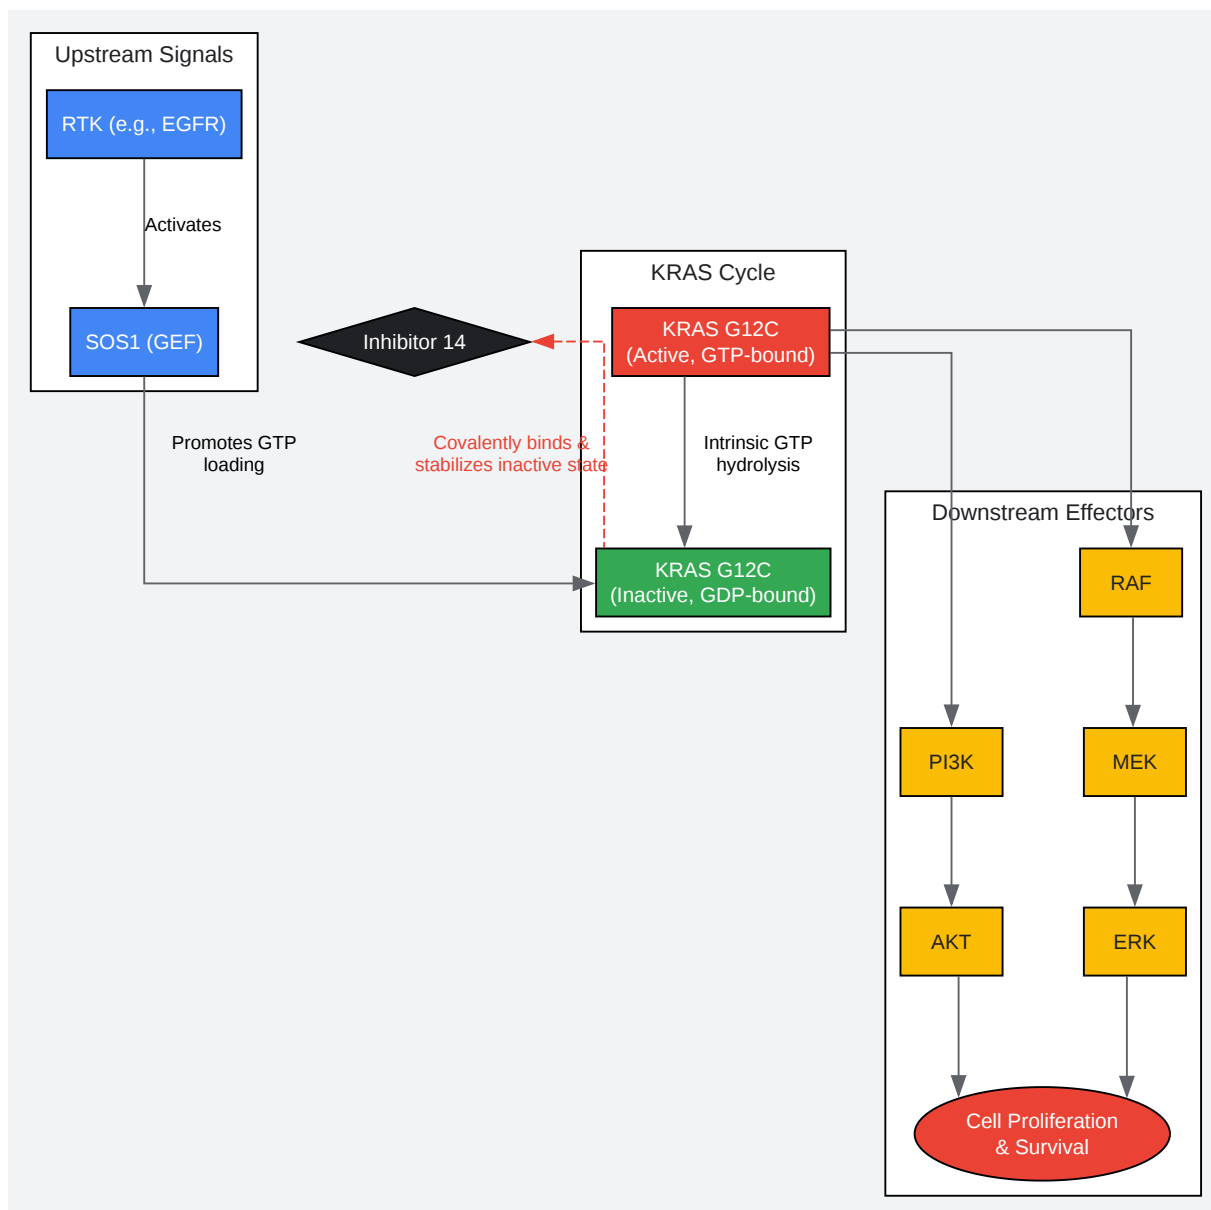 Upstream Signals
RTK (e.g., EGFR)
Activates
SOS1 (GEF)
Promotes GTP
loading
Inhibitor 14
Covalently binds &
stabilizes inactive state
KRAS Cycle
KRAS G12C
(Active, GTP-bound)
Intrinsic GTP
hydrolysis
KRAS G12C
(Inactive, GDP-bound)
Downstream Effectors
RAF
PI3K
MEK
AKT
ERK
Cell Proliferation
& Survival